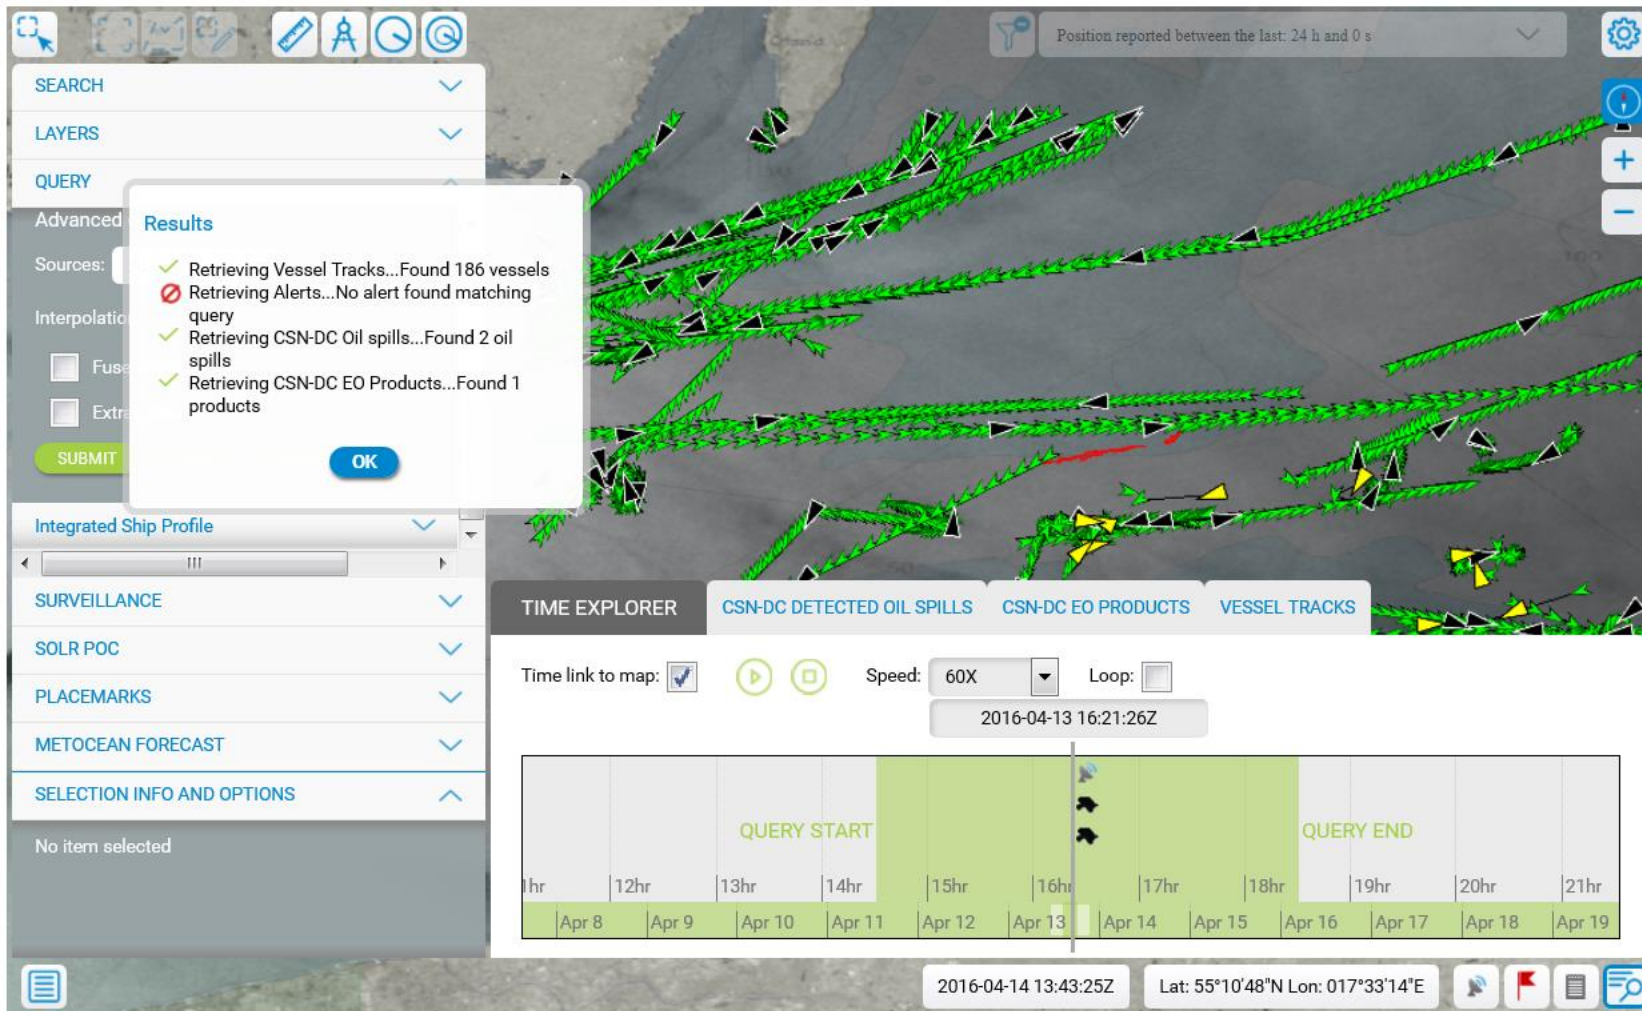 Position reported between the last: 24 h and 0 s
SEARCH
LAYERS
QUERY
Advanced
Sources:
Results
Retrieving Vessel Tracks...Found 186 vessels
Retrieving Alerts...No alert found matching
query
Retrieving CSN-DC Oil spills...Found 2 oil
spills
Retrieving CSN-DC EO Products...Found 1
products
OK
SUBMIT
Integrated Ship Profile
SURVEILLANCE
SOLR POC
PLACEMARKS
METOCEAN FORECAST
SELECTION INFO AND OPTIONS
No item selected
TIME EXPLORER
CSN-DC DETECTED OIL SPILLS
CSN-DC EO PRODUCTS
VESSEL TRACKS
Time link to map:
Speed: 60X
Loop:
2016-04-13 16:21:26Z
QUERY START
QUERY END
12hr 13hr 14hr 15hr 16hr 17hr 18hr 19hr 20hr 21hr
Apr 8 Apr 9 Apr 10 Apr 11 Apr 12 Apr 13 Apr 14 Apr 15 Apr 16 Apr 17 Apr 18 Apr 19
2016-04-14 13:43:25Z
Lat: 55°10'48"N Lon: 017°33'14"E